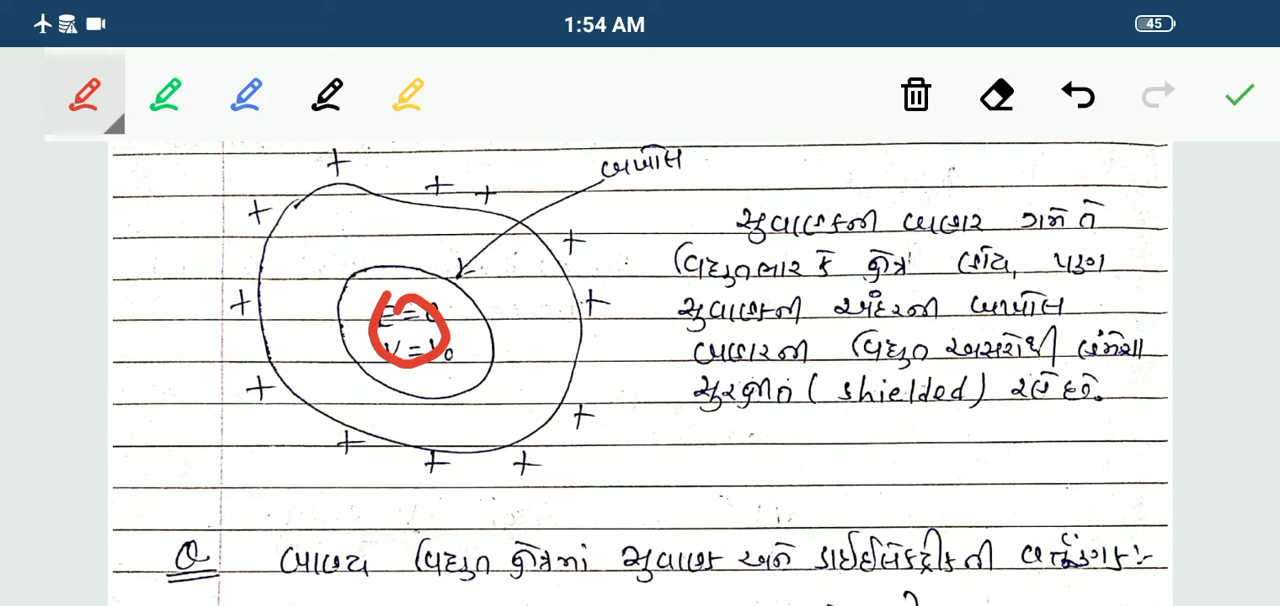 1:54 AM
45
બખોલ
E=0
V=V₀
સુવાહકની બાહાર ગમે તે
વિદ્યુતભાર કે ક્ષેત્ર હોય, પરંતુ
સુવાહકની અંદરની બખોલ
બહારની વિદ્યુત અસરોથી હંમેશા
સુરક્ષીત ( shielded ) રહે છે.
Q બાહ્ય વિદ્યુત ક્ષેત્રમાં સુવાહક અને ડાઈઈલેક્ટ્રીકની વર્તણૂંક :-